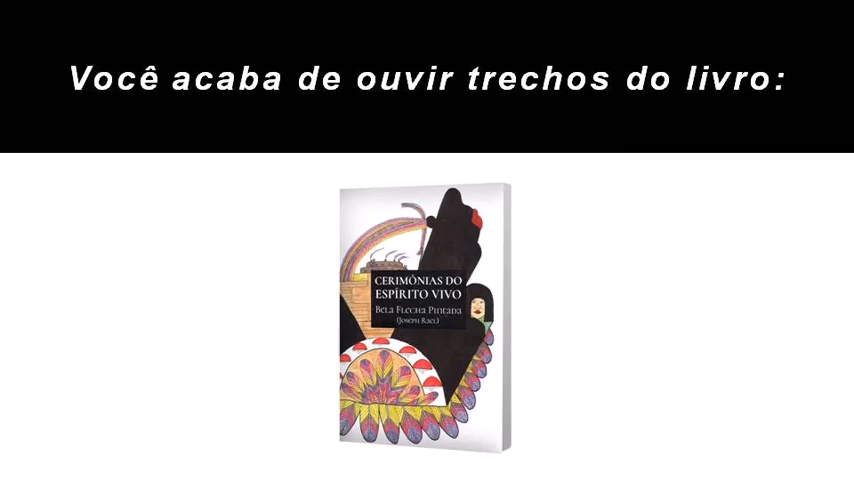 Você acaba de ouvir trechos do livro:
CERIMÔNIAS DO
ESPÍRITO VIVO
BELA FLECHA PINTADA
(JOSEPH RAEL)